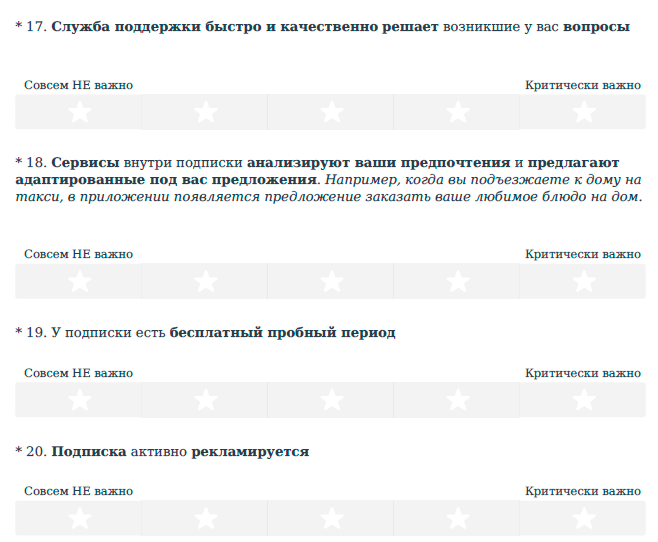 * 17. Служба поддержки быстро и качественно решает возникшие у вас вопросы
Совсем НЕ важно Критически важно
* 18. Сервисы внутри подписки анализируют ваши предпочтения и предлагают
адаптированные под вас предложения. Например, когда вы подъезжаете к дому на
такси, в приложении появляется предложение заказать ваше любимое блюдо на дом.
Совсем НЕ важно Критически важно
* 19. У подписки есть бесплатный пробный период
Совсем НЕ важно Критически важно
* 20. Подписка активно рекламируется
Совсем НЕ важно Критически важно